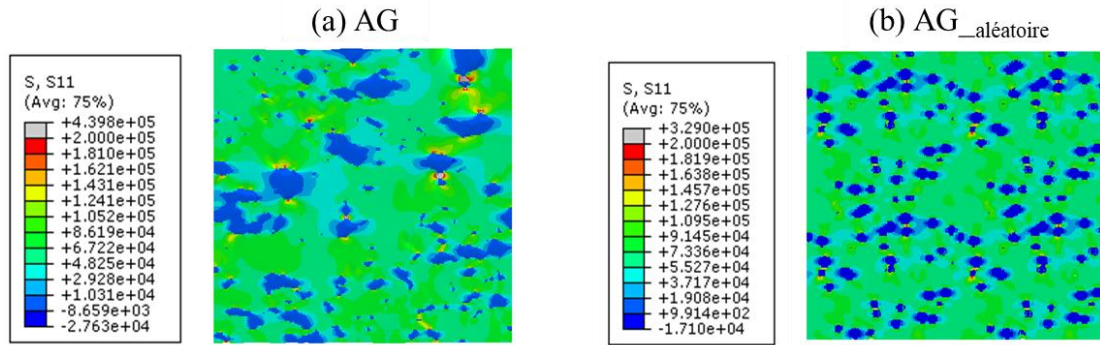 (a) AG
(b) AG_aléatoire
S, S11
(Avg: 75%)
+4.398e+05
+2.000e+05
+1.810e+05
+1.621e+05
+1.431e+05
+1.241e+05
+1.052e+05
+8.619e+04
+6.722e+04
+4.825e+04
+2.928e+04
+1.031e+04
-8.659e+03
-2.763e+04
S, S11
(Avg: 75%)
+3.290e+05
+2.000e+05
+1.819e+05
+1.638e+05
+1.457e+05
+1.276e+05
+1.095e+05
+9.145e+04
+7.336e+04
+5.527e+04
+3.717e+04
+1.908e+04
+9.914e+02
-1.710e+04